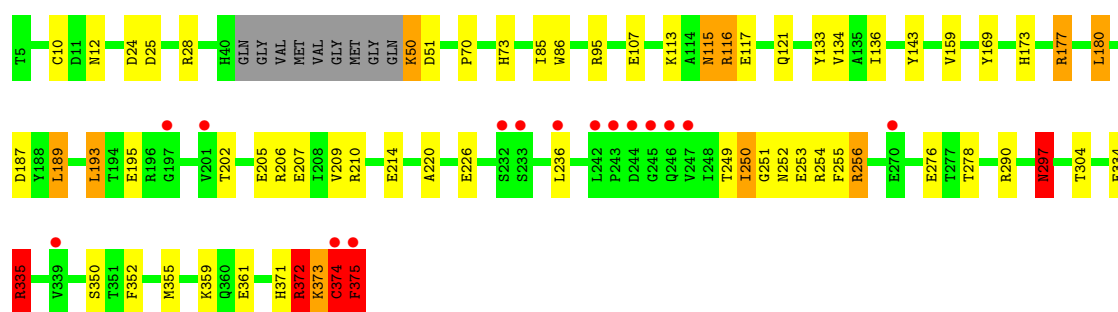 T5 C10 D11 N12 D24 D25 R28 H40 GLN GLY VAL MET VAL GLY MET GLY GLN K50 D51 P70 H73 I85 W86 R95 E107 K113 A114 N115 R116 E117 Q121 Y133 V134 A135 I136 Y143 V159 Y169 H173 R177 L180
D187 Y188 L189 L193 T194 E195 R196 G197 V201 T202 E205 R206 E207 I208 V209 R210 E214 A220 E226 S232 S233 L236 L242 P243 D244 G245 Q246 V247 I248 T249 I250 G251 N252 E253 R254 F255 R256 E270 E276 T277 T278 R290 N297 T304
R335 V339 S350 T351 F352 M355 K359 Q360 E361 H371 R372 K373 C374 F375